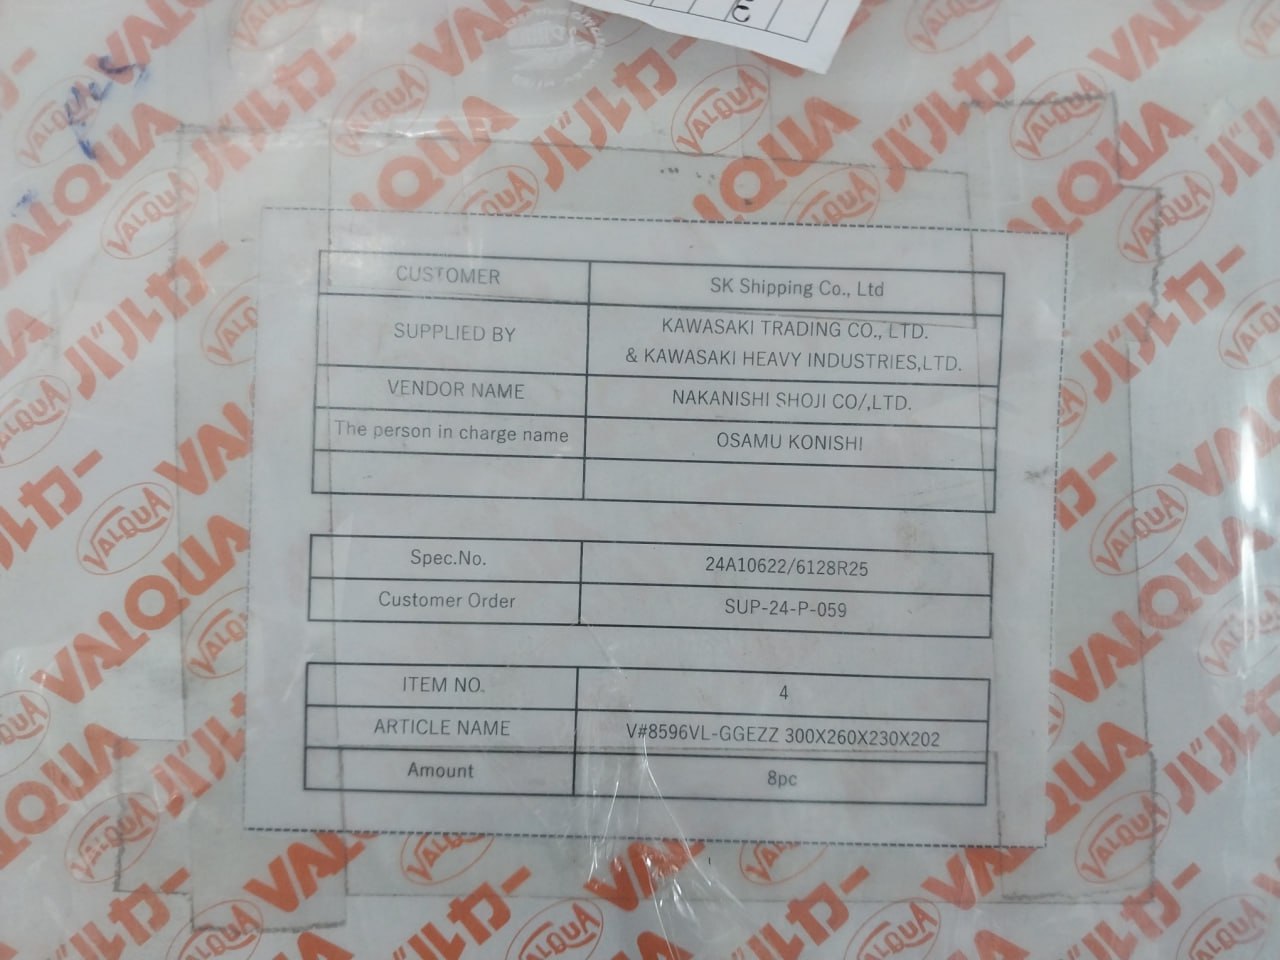 VALQUA バルカー
CUSTOMER SK Shipping Co., Ltd
SUPPLIED BY KAWASAKI TRADING CO., LTD.
& KAWASAKI HEAVY INDUSTRIES,LTD.
VENDOR NAME NAKANISHI SHOJI CO/,LTD.
The person in charge name OSAMU KONISHI
Spec.No. 24A10622/6128R25
Customer Order SUP-24-P-059
ITEM NO. 4
ARTICLE NAME V#8596VL-GGEZZ 300X260X230X202
Amount 8pc